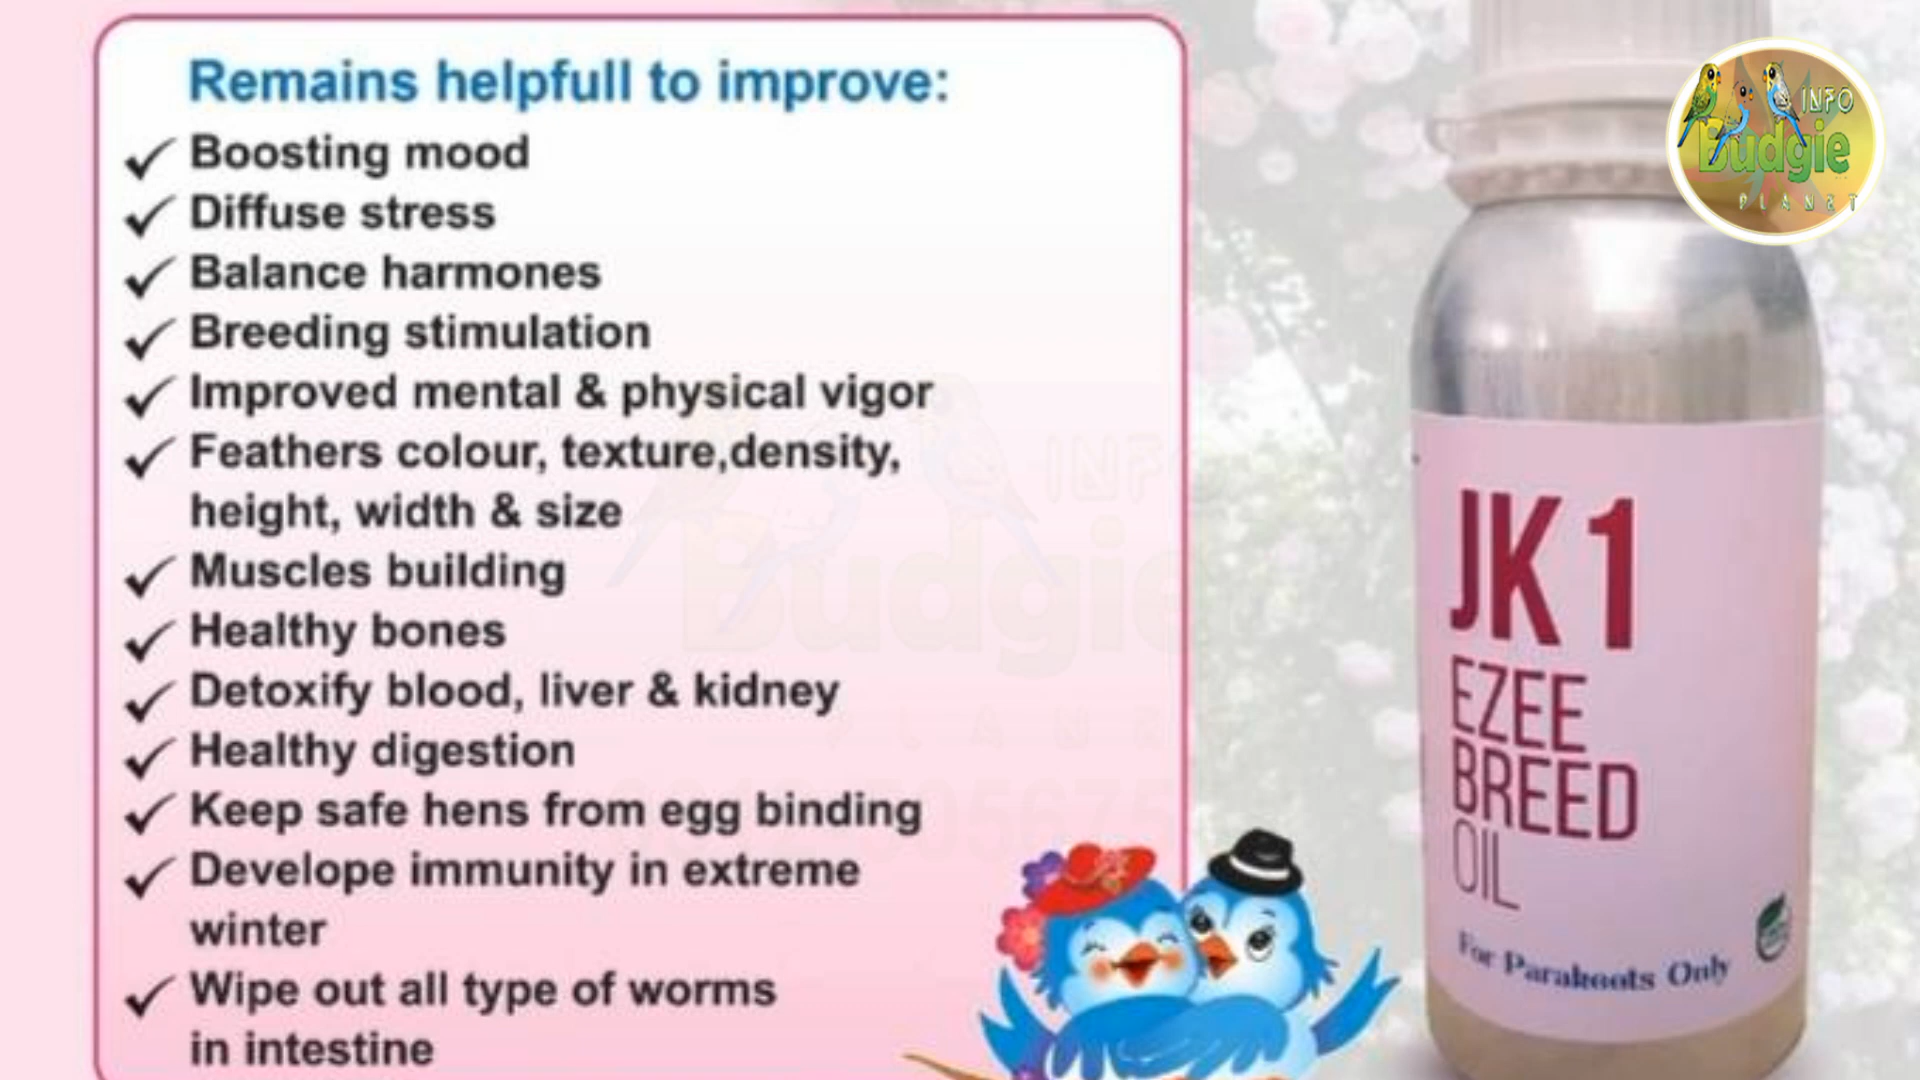 Remains helpfull to improve:
Boosting mood
Diffuse stress
Balance harmones
Breeding stimulation
Improved mental & physical vigor
Feathers colour, texture,density,
height, width & size
Muscles building
Healthy bones
Detoxify blood, liver & kidney
Healthy digestion
Keep safe hens from egg binding
Develope immunity in extreme
winter
Wipe out all type of worms
in intestine
INFO
Budgie
PLANET
JK 1
EZEE
BREED
OIL
For Parakeets Only
INFO
Budgie